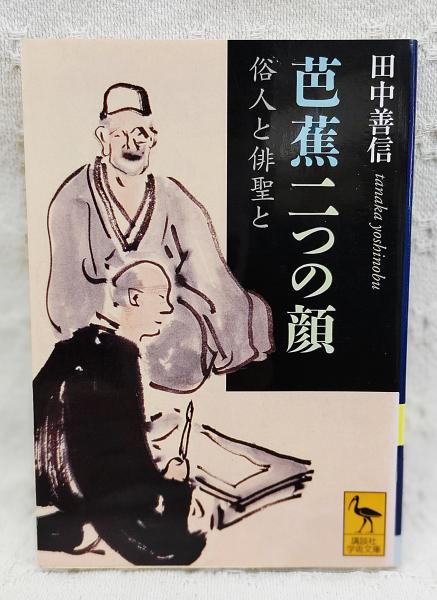 田中善信
tanaka yoshinobu
芭蕉二つの顔
俗人と俳聖と
講談社
学術文庫